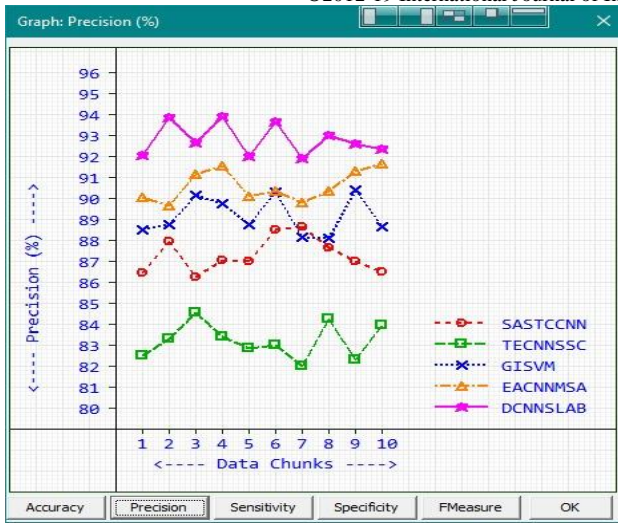 Graph: Precision (%)
96
95
94
93
92
91
90
89
88
87
86
85
84
83
82
81
80
<---- Precision (%) ---->
SASTCCNN
TECNNSSC
GISVM
EACNNMSA
DCNNSLAB
1 2 3 4 5 6 7 8 9 10
<---- Data Chunks ---->
Accuracy Precision Sensitivity Specificity FMeasure OK